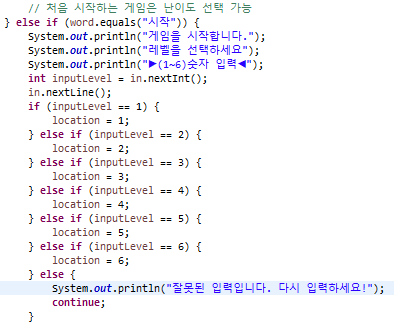 // 처음 시작하는 게임은 난이도 선택 가능
} else if (word.equals("시작")) {
System.out.println("게임을 시작합니다.");
System.out.println("레벨을 선택하세요");
System.out.println("▶(1~6)숫자 입력◀");
int inputLevel = in.nextInt();
in.nextLine();
if (inputLevel == 1) {
location = 1;
} else if (inputLevel == 2) {
location = 2;
} else if (inputLevel == 3) {
location = 3;
} else if (inputLevel == 4) {
location = 4;
} else if (inputLevel == 5) {
location = 5;
} else if (inputLevel == 6) {
location = 6;
} else {
System.out.println("잘못된 입력입니다. 다시 입력하세요!");
continue;
}